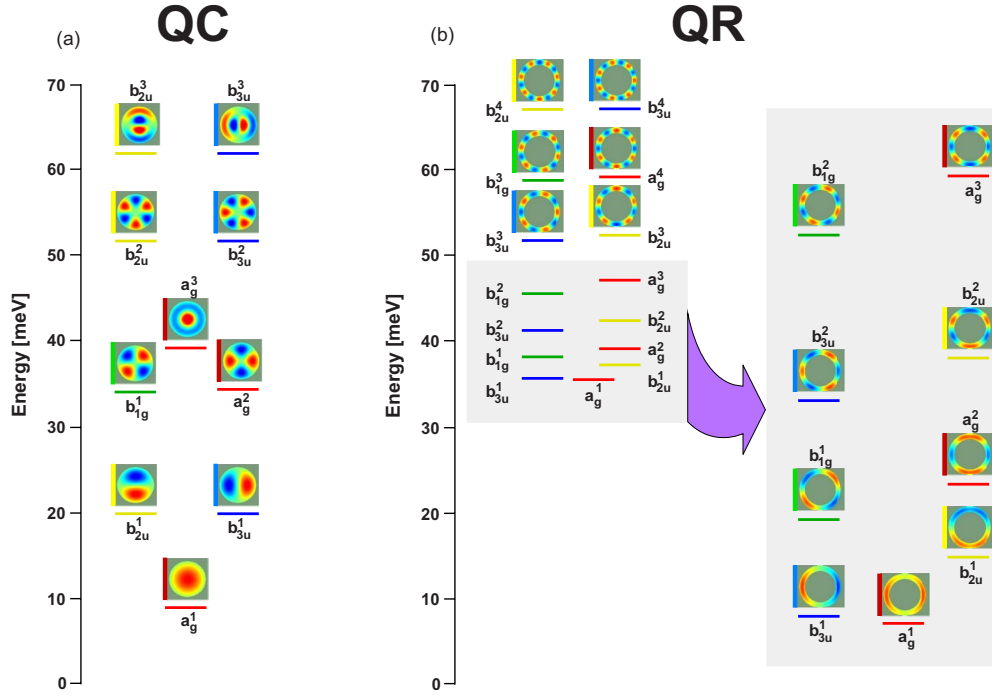 QC
QR
(a)
(b)
Energy [meV]
70
60
50
40
30
20
10
0
b³₂ᵤ
b³₃ᵤ
b²₂ᵤ
b²₃ᵤ
a³g
b¹₁g
a²g
b¹₂ᵤ
b¹₃ᵤ
a¹g
Energy [meV]
70
60
50
40
30
20
10
0
b⁴₂ᵤ
b⁴₃ᵤ
b³₁g
a⁴g
b³₃ᵤ
b³₂ᵤ
b²₁g
a³g
b²₃ᵤ
b²₂ᵤ
b¹₁g
a²g
b¹₃ᵤ
a¹g
b¹₂ᵤ
b²₁g
a³g
b²₃ᵤ
b²₂ᵤ
b¹₁g
a²g
b¹₂ᵤ
b¹₃ᵤ
a¹g